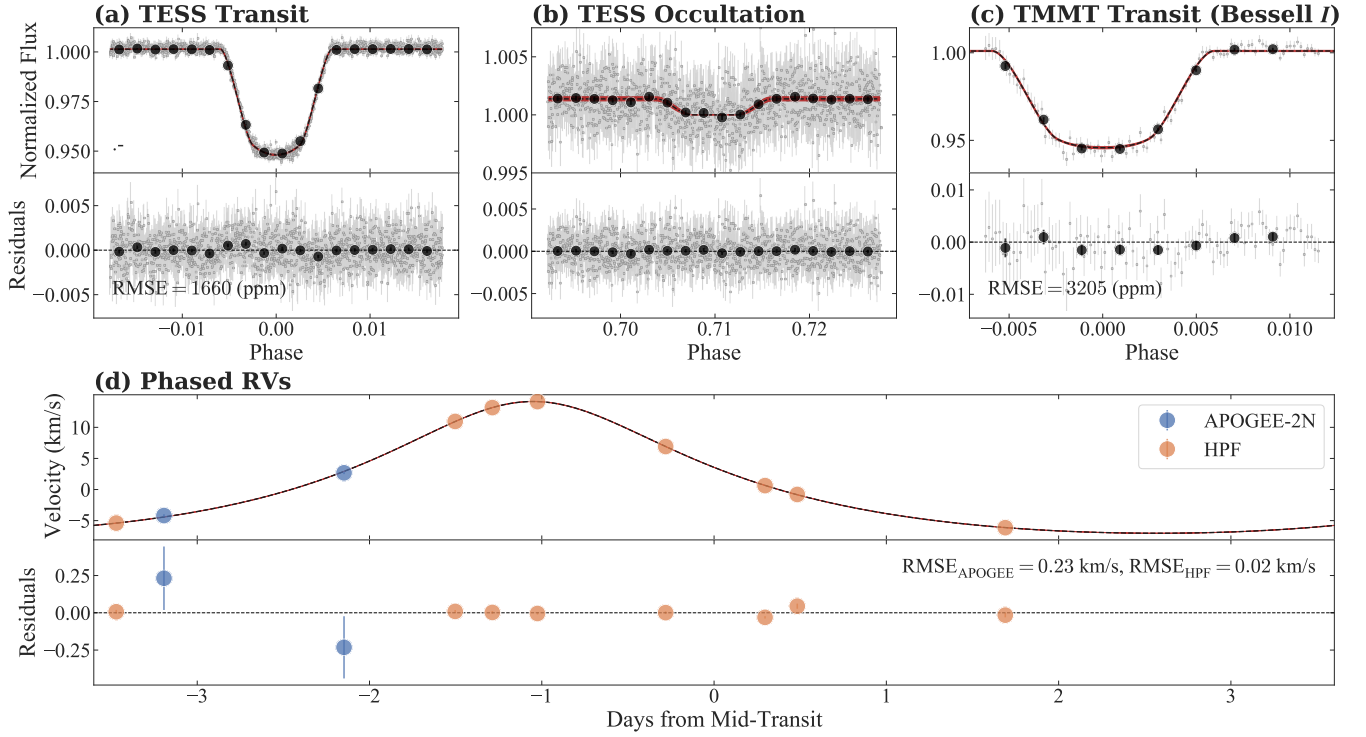 (a) TESS Transit
(b) TESS Occultation
(c) TMMT Transit (Bessell I)
Normalized Flux
1.000
0.975
0.950
1.005
1.000
0.995
1.00
0.95
Residuals
0.005
0.000
−0.005
RMSE = 1660 (ppm)
0.005
0.000
−0.005
0.01
0.00
−0.01
RMSE = 3205 (ppm)
−0.01 0.00 0.01
0.70 0.71 0.72
−0.005 0.000 0.005 0.010
Phase
Phase
Phase
(d) Phased RVs
Velocity (km/s)
10
5
0
−5
APOGEE-2N
HPF
Residuals
0.25
0.00
−0.25
RMSE_APOGEE = 0.23 km/s, RMSE_HPF = 0.02 km/s
−3 −2 −1 0 1 2 3
Days from Mid-Transit